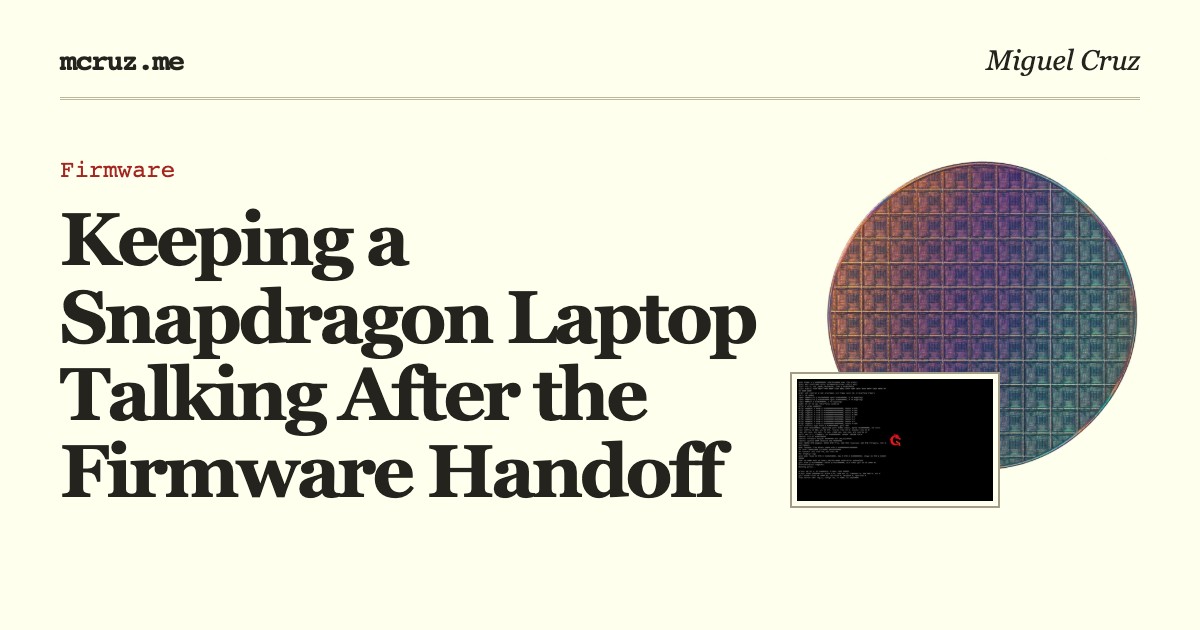 mcruz.me
Miguel Cruz
Firmware
Keeping a
Snapdragon Laptop
Talking After the
Firmware Handoff